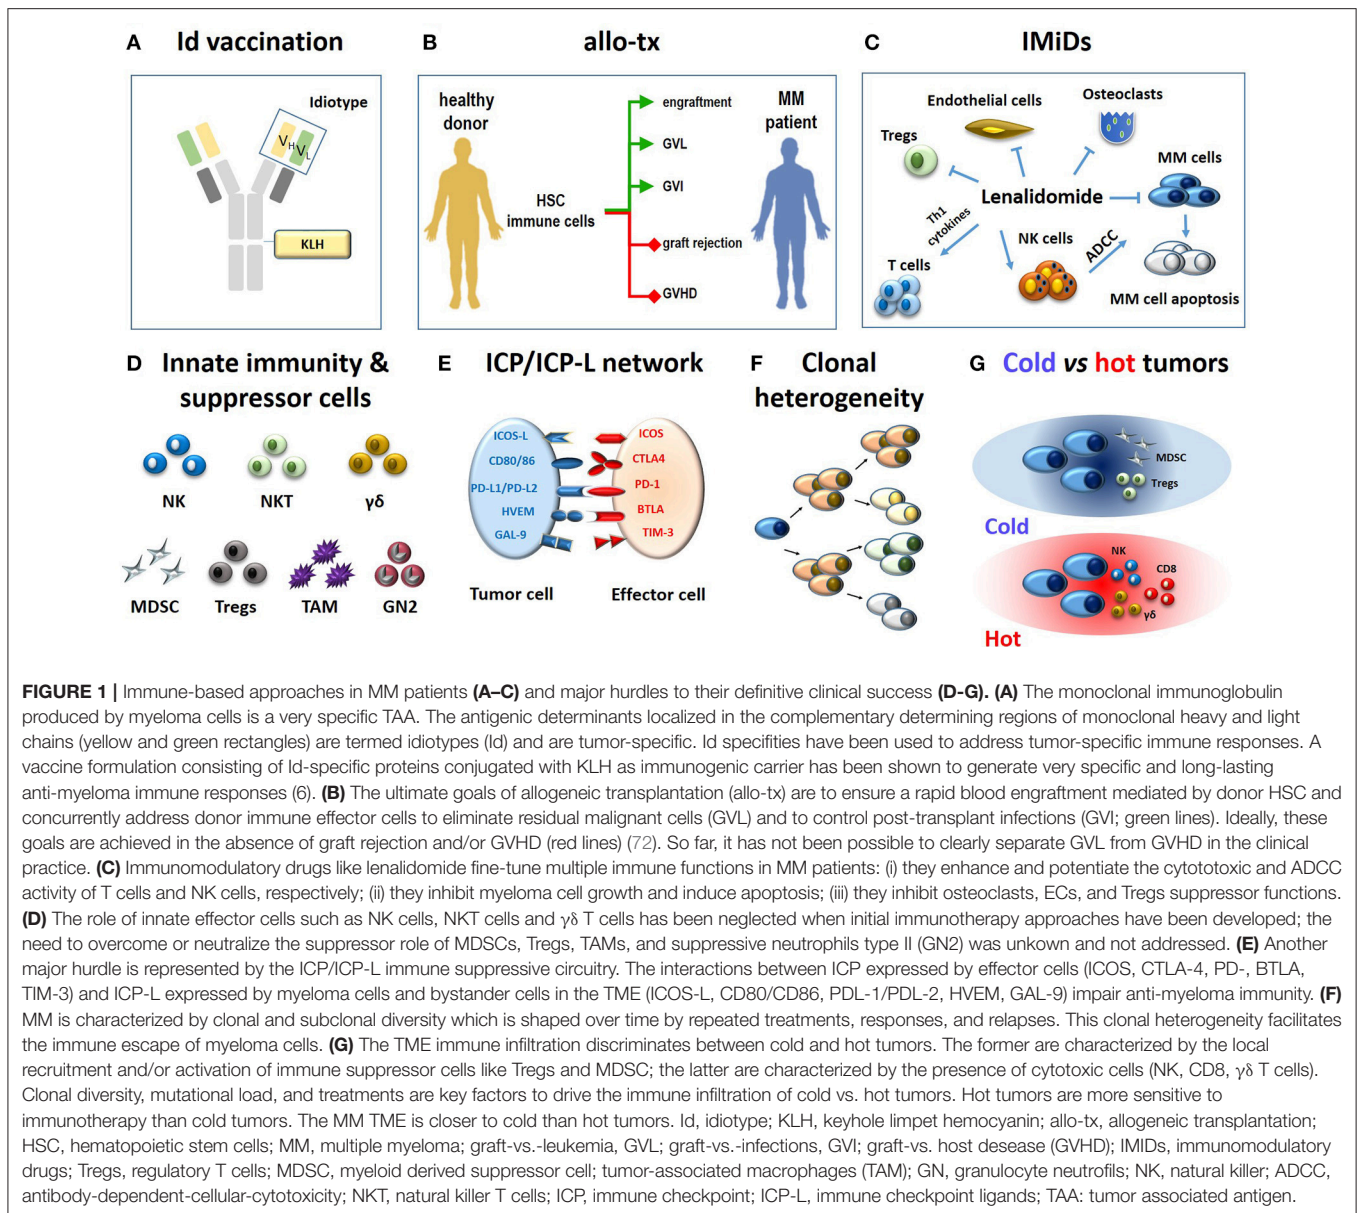 A Id vaccination
B allo-tx
C IMiDs
Idiotype
VH VL
KLH
healthy
donor
HSC
immune cells
engraftment
GVL
GVI
graft rejection
GVHD
MM
patient
Endothelial cells
Osteoclasts
Tregs
MM cells
Lenalidomide
Th1
cytokines
NK cells
ADCC
T cells
MM cell apoptosis
D Innate immunity &
suppressor cells
NK
NKT
γδ
MDSC
Tregs
TAM
GN2
E ICP/ICP-L network
ICOS-L
CD80/86
PD-L1/PD-L2
HVEM
GAL-9
ICOS
CTLA4
PD-1
BTLA
TIM-3
Tumor cell
Effector cell
F Clonal
heterogeneity
G Cold vs hot tumors
MDSC
Tregs
Cold
NK
CD8
γδ
Hot
FIGURE 1 | Immune-based approaches in MM patients (A–C) and major hurdles to their definitive clinical success (D-G). (A) The monoclonal immunoglobulin
produced by myeloma cells is a very specific TAA. The antigenic determinants localized in the complementary determining regions of monoclonal heavy and light
chains (yellow and green rectangles) are termed idiotypes (Id) and are tumor-specific. Id specifities have been used to address tumor-specific immune responses. A
vaccine formulation consisting of Id-specific proteins conjugated with KLH as immunogenic carrier has been shown to generate very specific and long-lasting
anti-myeloma immune responses (6). (B) The ultimate goals of allogeneic transplantation (allo-tx) are to ensure a rapid blood engraftment mediated by donor HSC and
concurrently address donor immune effector cells to eliminate residual malignant cells (GVL) and to control post-transplant infections (GVI; green lines). Ideally, these
goals are achieved in the absence of graft rejection and/or GVHD (red lines) (72). So far, it has not been possible to clearly separate GVL from GVHD in the clinical
practice. (C) Immunomodulatory drugs like lenalidomide fine-tune multiple immune functions in MM patients: (i) they enhance and potentiate the cytototoxic and ADCC
activity of T cells and NK cells, respectively; (ii) they inhibit myeloma cell growth and induce apoptosis; (iii) they inhibit osteoclasts, ECs, and Tregs suppressor functions.
(D) The role of innate effector cells such as NK cells, NKT cells and γδ T cells has been neglected when initial immunotherapy approaches have been developed; the
need to overcome or neutralize the suppressor role of MDSCs, Tregs, TAMs, and suppressive neutrophils type II (GN2) was unkown and not addressed. (E) Another
major hurdle is represented by the ICP/ICP-L immune suppressive circuitry. The interactions between ICP expressed by effector cells (ICOS, CTLA-4, PD-, BTLA,
TIM-3) and ICP-L expressed by myeloma cells and bystander cells in the TME (ICOS-L, CD80/CD86, PDL-1/PDL-2, HVEM, GAL-9) impair anti-myeloma immunity. (F)
MM is characterized by clonal and subclonal diversity which is shaped over time by repeated treatments, responses, and relapses. This clonal heterogeneity facilitates
the immune escape of myeloma cells. (G) The TME immune infiltration discriminates between cold and hot tumors. The former are characterized by the local
recruitment and/or activation of immune suppressor cells like Tregs and MDSC; the latter are characterized by the presence of cytotoxic cells (NK, CD8, γδ T cells).
Clonal diversity, mutational load, and treatments are key factors to drive the immune infiltration of cold vs. hot tumors. Hot tumors are more sensitive to
immunotherapy than cold tumors. The MM TME is closer to cold than hot tumors. Id, idiotype; KLH, keyhole limpet hemocyanin; allo-tx, allogeneic transplantation;
HSC, hematopoietic stem cells; MM, multiple myeloma; graft-vs.-leukemia, GVL; graft-vs.-infections, GVI; graft-vs. host desease (GVHD); IMIDs, immunomodulatory
drugs; Tregs, regulatory T cells; MDSC, myeloid derived suppressor cell; tumor-associated macrophages (TAM); GN, granulocyte neutrofils; NK, natural killer; ADCC,
antibody-dependent-cellular-cytotoxicity; NKT, natural killer T cells; ICP, immune checkpoint; ICP-L, immune checkpoint ligands; TAA: tumor associated antigen.